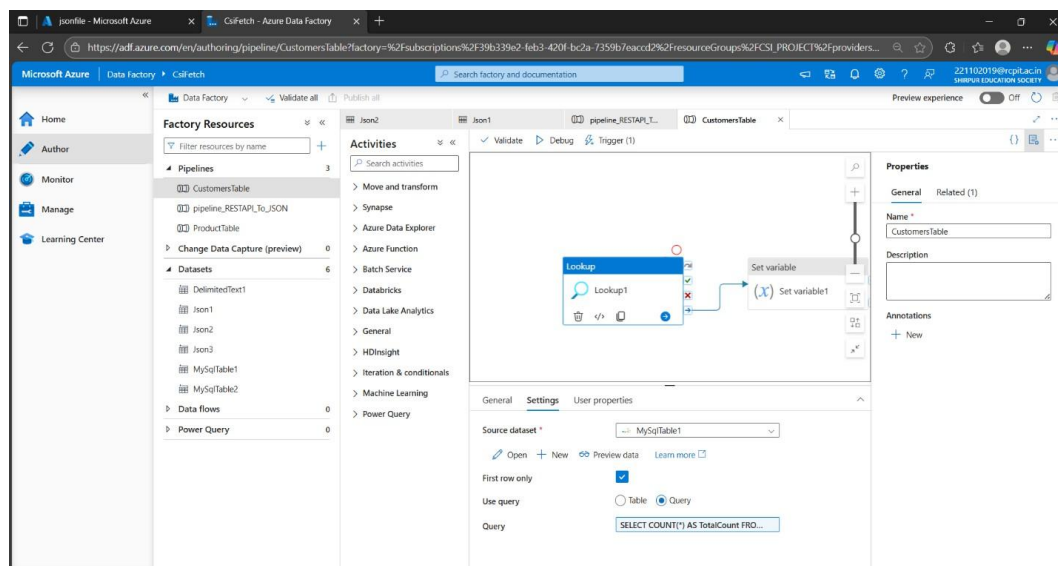 jsonfile - Microsoft Azure
CsiFetch - Azure Data Factory
https://adf.azure.com/en/authoring/pipeline/CustomersTable?factory=%2Fsubscriptions%2F39b339e2-feb3-420f-bc2a-7359b7eaccd2%2FresourceGroups%2FCSI_PROJECT%2Fproviders...
Microsoft Azure | Data Factory ▸ CsiFetch
Search factory and documentation
221102019@rcpit.ac.in
SHIRPUR EDUCATION SOCIETY
Data Factory
Validate all
Publish all
Preview experience
Off
Home
Author
Monitor
Manage
Learning Center
Factory Resources
Filter resources by name
Pipelines 3
CustomersTable
pipeline_RESTAPI_To_JSON
ProductTable
Change Data Capture (preview) 0
Datasets 6
DelimitedText1
Json1
Json2
Json3
MySqlTable1
MySqlTable2
Data flows 0
Power Query 0
Json2
Json1
pipeline_RESTAPI_T...
CustomersTable
Activities
Search activities
Move and transform
Synapse
Azure Data Explorer
Azure Function
Batch Service
Databricks
Data Lake Analytics
General
HDInsight
Iteration & conditionals
Machine Learning
Power Query
Validate
Debug
Trigger (1)
Lookup
Lookup1
Set variable
(x) Set variable1
General
Settings
User properties
Source dataset *
MySqlTable1
Open
New
Preview data
Learn more
First row only
Use query
Table
Query
Query
SELECT COUNT(*) AS TotalCount FRO...
Properties
General
Related (1)
Name *
CustomersTable
Description
Annotations
New